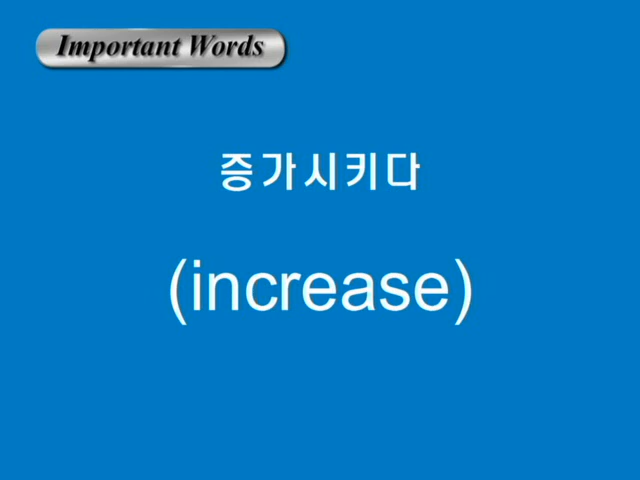 Important Words
증가시키다
(increase)